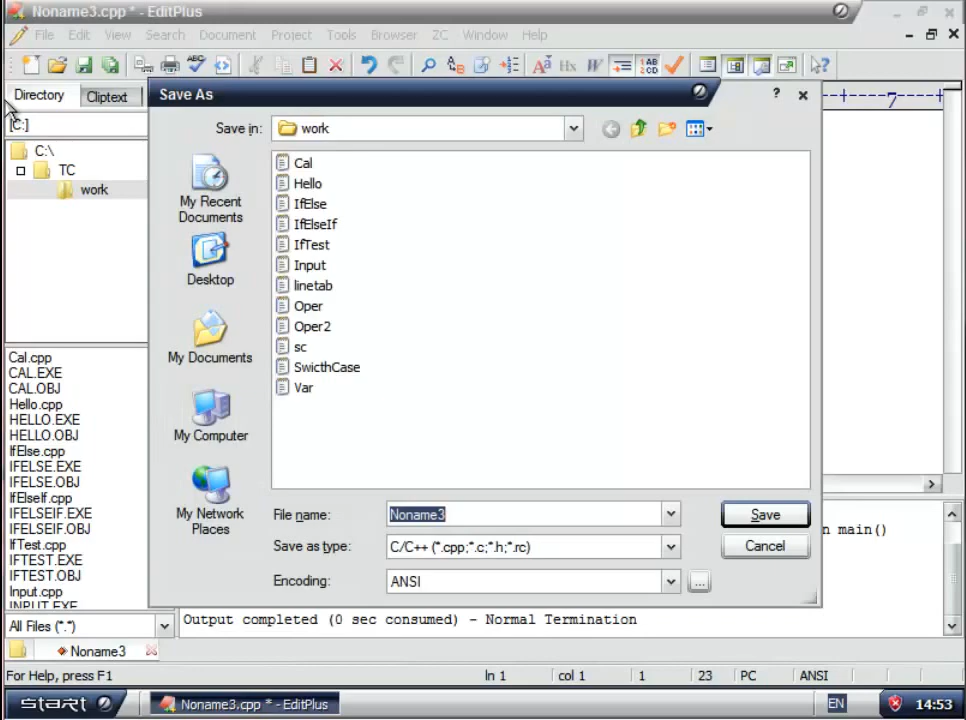 Noname3.cpp * - EditPlus
File Edit View Search Document Project Tools Browser ZC Window Help
Directory Cliptext
[C:]
C:\
TC
work
Cal.cpp
CAL.EXE
CAL.OBJ
Hello.cpp
HELLO.EXE
HELLO.OBJ
IfElse.cpp
IFELSE.EXE
IFELSE.OBJ
IfElseIf.cpp
IFELSEIF.EXE
IFELSEIF.OBJ
IfTest.cpp
IFTEST.EXE
IFTEST.OBJ
Input.cpp
INPUT.EXE
All Files (*.*)
Save As
Save in: work
My Recent Documents
Desktop
My Documents
My Computer
My Network Places
Cal
Hello
IfElse
IfElseIf
IfTest
Input
linetab
Oper
Oper2
sc
SwicthCase
Var
File name: Noname3 Save
Save as type: C/C++ (*.cpp;*.c;*.h;*.rc) Cancel
Encoding: ANSI ...
7
n main()
Output completed (0 sec consumed) - Normal Termination
Noname3
For Help, press F1 ln 1 col 1 1 23 PC ANSI
start Noname3.cpp * - EditPlus EN 14:53